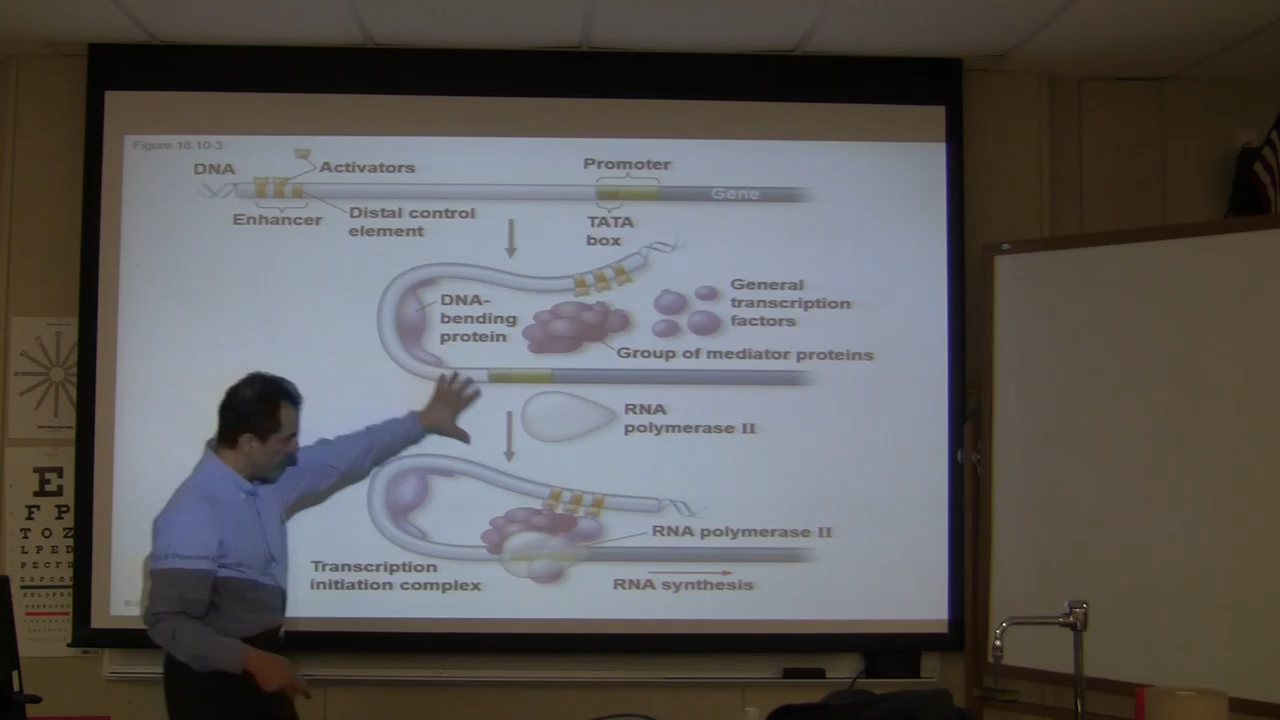 Figure 18.10-3
DNA
Activators
Promoter
Gene
Enhancer
Distal control
element
TATA
box
DNA-
bending
protein
General
transcription
factors
Group of mediator proteins
RNA
polymerase II
RNA polymerase II
Transcription
initiation complex
RNA synthesis
E
F P
T O Z
L P E D
P E C F D